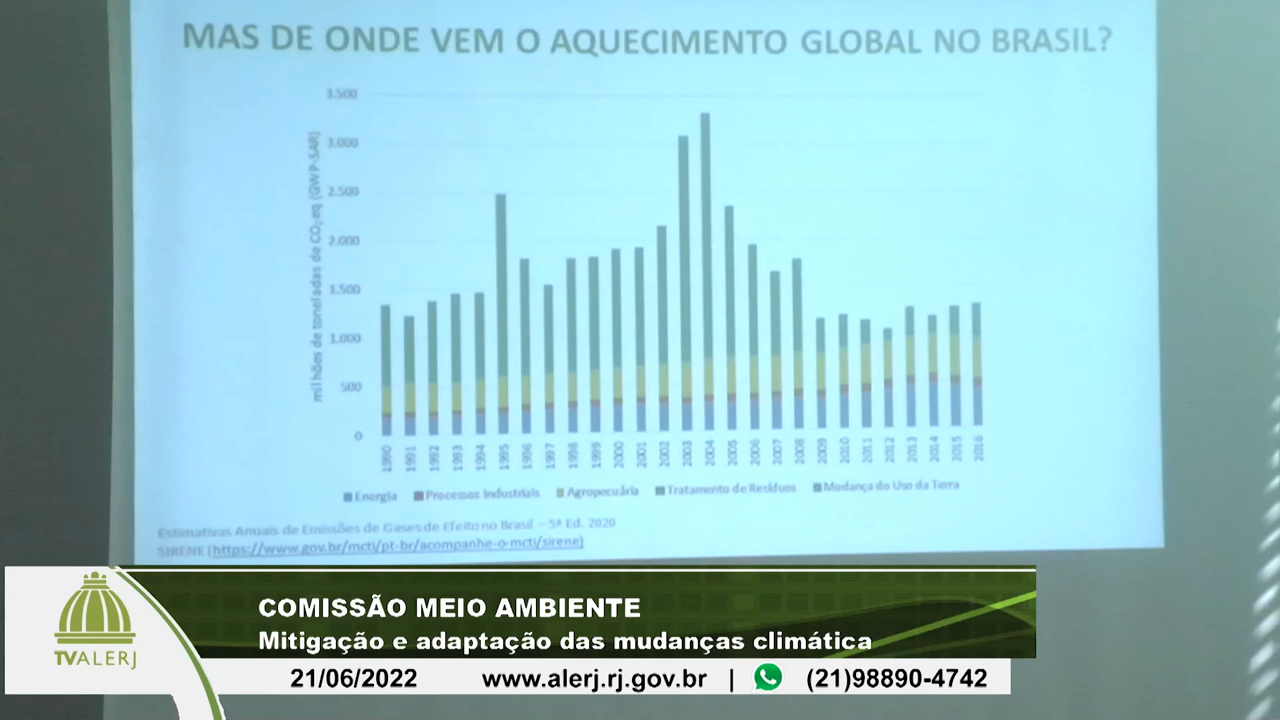 MAS DE ONDE VEM O AQUECIMENTO GLOBAL NO BRASIL?
milhões de toneladas de CO₂eq (GWP-SAR)
3.500
3.000
2.500
2.000
1.500
1.000
500
0
1990 1991 1992 1993 1994 1995 1996 1997 1998 1999 2000 2001 2002 2003 2004 2005 2006 2007 2008 2009 2010 2011 2012 2013 2014 2015 2016
Energia Processos Industriais Agropecuária Tratamento de Resíduos Mudança do Uso da Terra
Estimativas Anuais de Emissões de Gases de Efeito no Brasil – 5ª Ed. 2020
SIRENE (https://www.gov.br/mcti/pt-br/acompanhe-o-mcti/sirene)
COMISSÃO MEIO AMBIENTE
Mitigação e adaptação das mudanças climática
TVALERJ
21/06/2022 www.alerj.rj.gov.br | (21)98890-4742